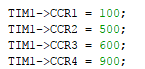 TIM1->CCR1 = 100;
TIM1->CCR2 = 500;
TIM1->CCR3 = 600;
TIM1->CCR4 = 900;